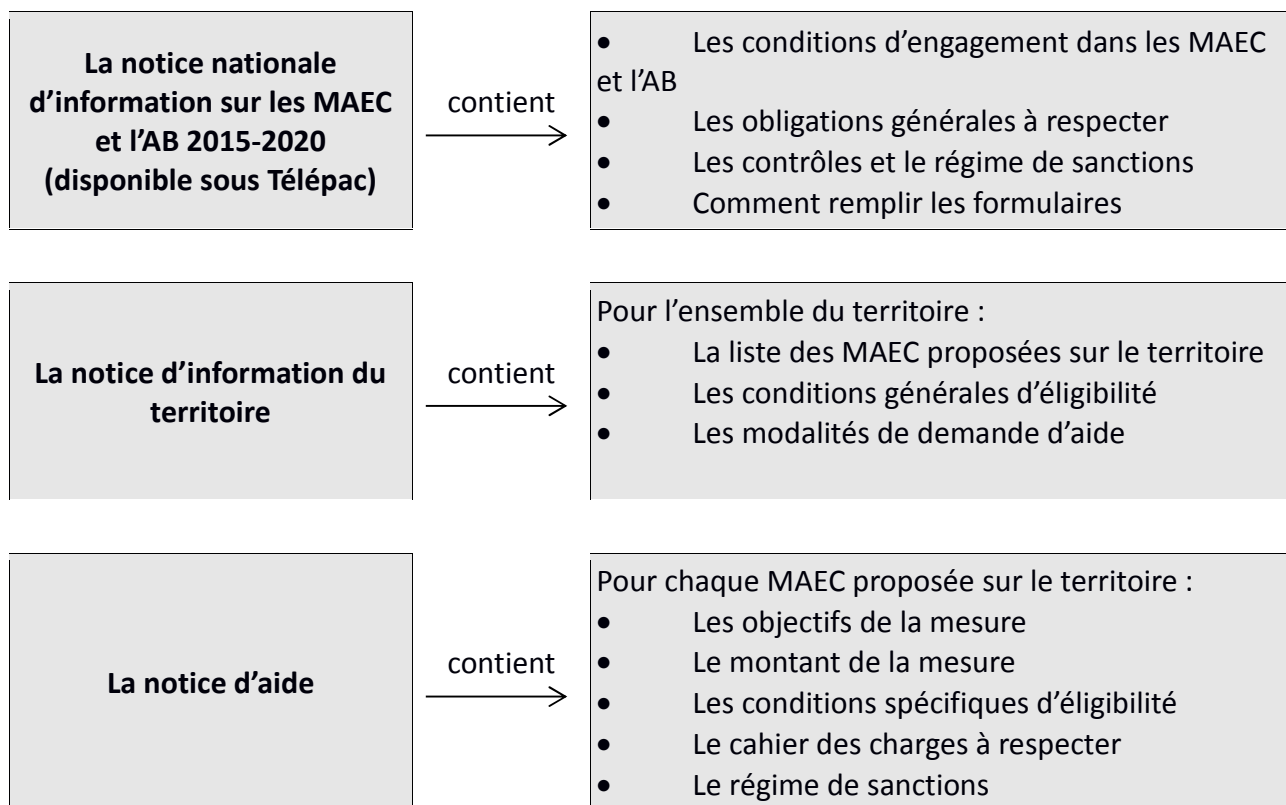 La notice nationale
d’information sur les MAEC
et l’AB 2015-2020
(disponible sous Télépac)
contient
• Les conditions d’engagement dans les MAEC
et l’AB
• Les obligations générales à respecter
• Les contrôles et le régime de sanctions
• Comment remplir les formulaires
La notice d’information du
territoire
contient
Pour l’ensemble du territoire :
• La liste des MAEC proposées sur le territoire
• Les conditions générales d’éligibilité
• Les modalités de demande d’aide
La notice d’aide
contient
Pour chaque MAEC proposée sur le territoire :
• Les objectifs de la mesure
• Le montant de la mesure
• Les conditions spécifiques d’éligibilité
• Le cahier des charges à respecter
• Le régime de sanctions